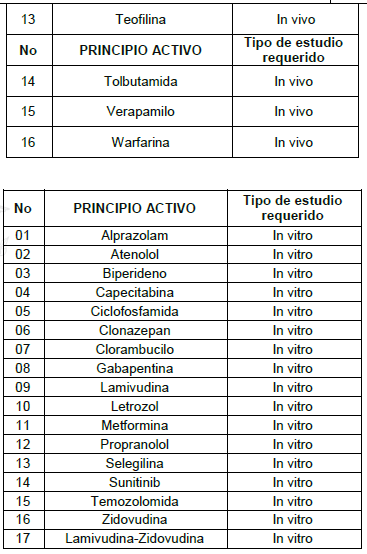 13 Teofilina In vivo
No PRINCIPIO ACTIVO Tipo de estudio requerido
14 Tolbutamida In vivo
15 Verapamilo In vivo
16 Warfarina In vivo
No PRINCIPIO ACTIVO Tipo de estudio requerido
01 Alprazolam In vitro
02 Atenolol In vitro
03 Biperideno In vitro
04 Capecitabina In vitro
05 Ciclofosfamida In vitro
06 Clonazepan In vitro
07 Clorambucilo In vitro
08 Gabapentina In vitro
09 Lamivudina In vitro
10 Letrozol In vitro
11 Metformina In vitro
12 Propranolol In vitro
13 Selegilina In vitro
14 Sunitinib In vitro
15 Temozolomida In vitro
16 Zidovudina In vitro
17 Lamivudina-Zidovudina In vitro